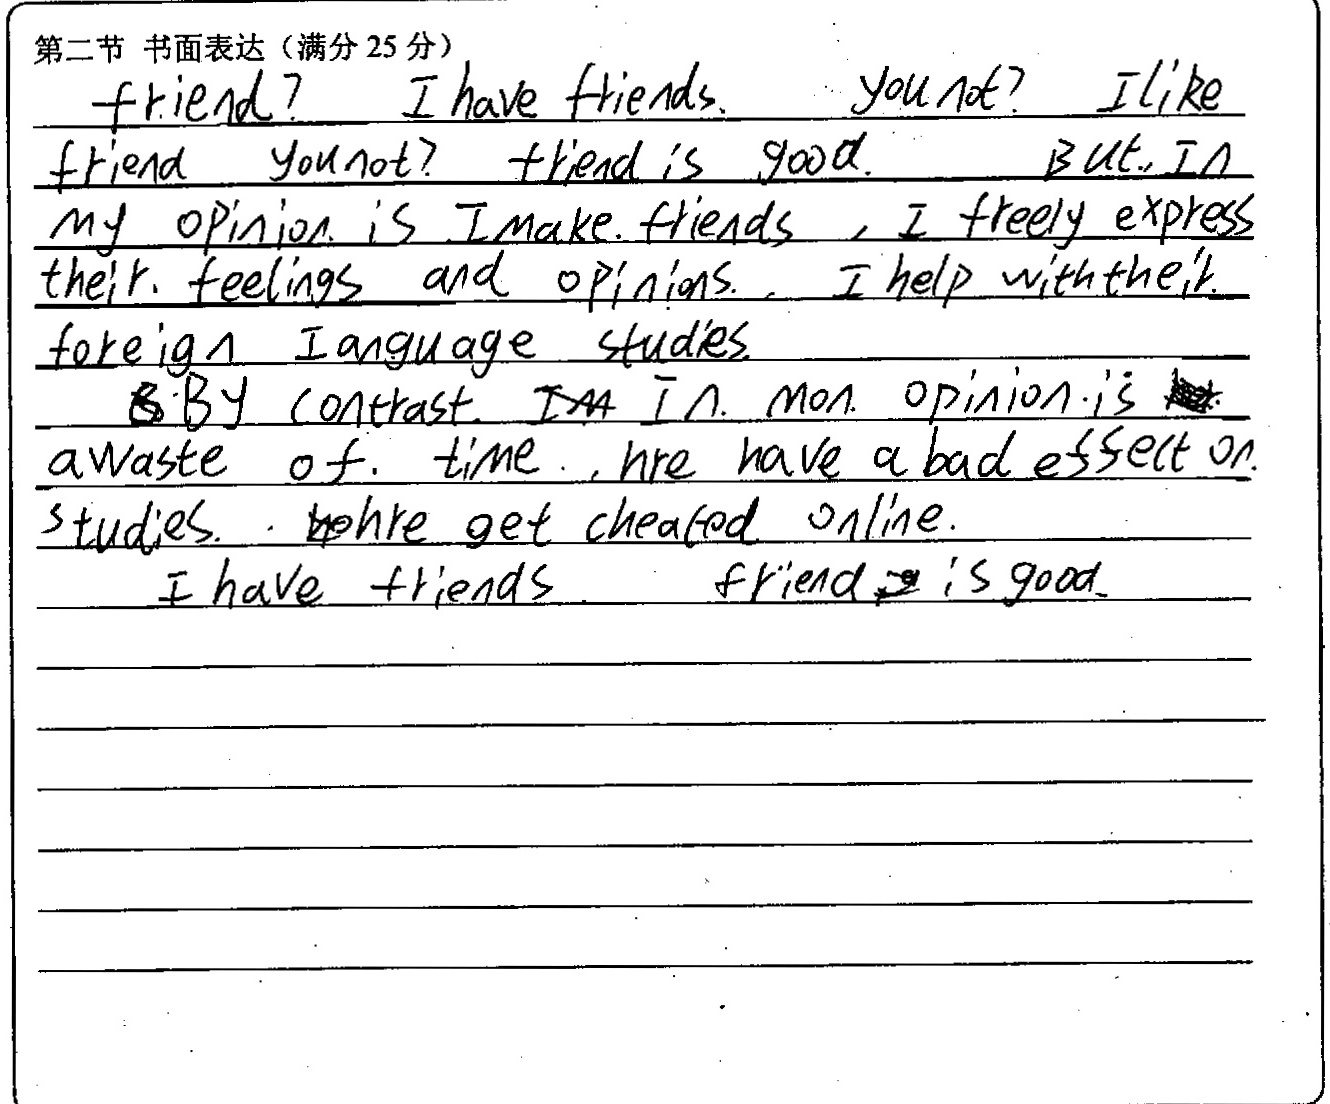 第二节 书面表达（满分 25 分）
friend? I have friends. you not? I like
friend you not? friend is good. But, In
my opinion is I make friends, I freely express
their feelings and opinions. I help with their
foreign language studies
By contrast. In mon opinion is
a waste of. time, hre have a bad effect on
studies. hre get cheated online.
I have friends friend is good.